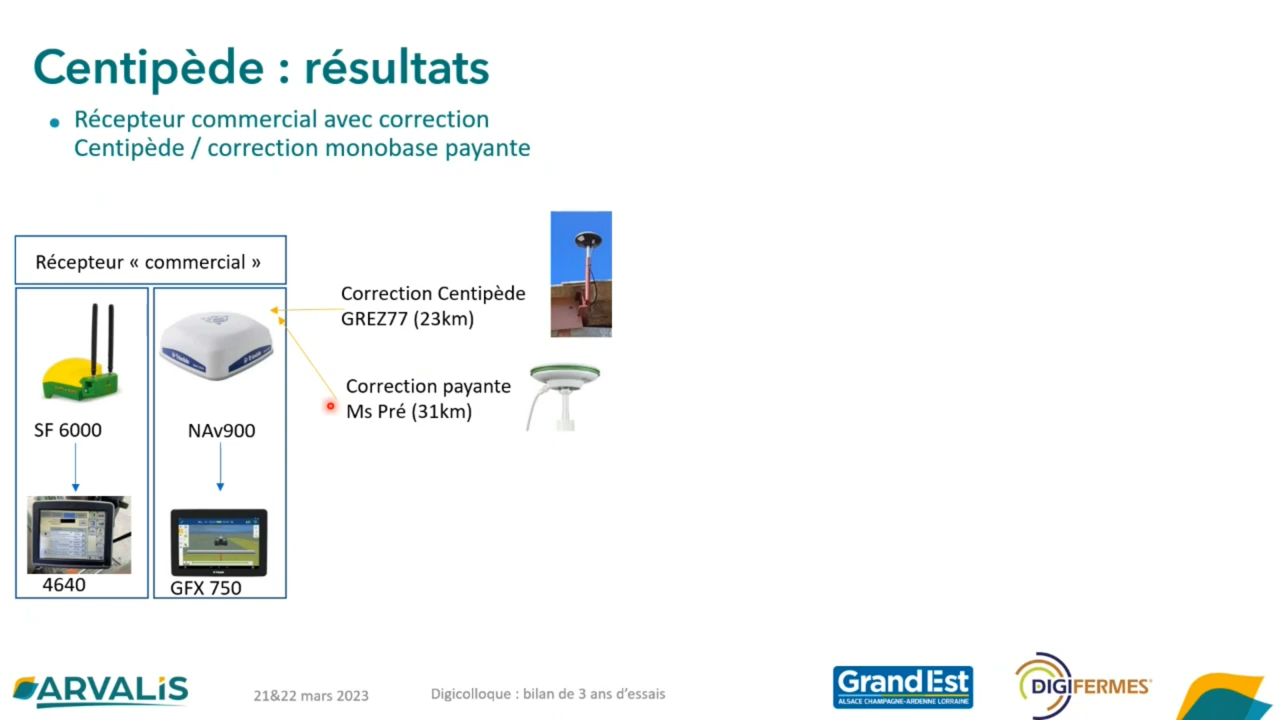 Centipède : résultats
Récepteur commercial avec correction
Centipède / correction monobase payante
Récepteur « commercial »
SF 6000
NAv900
4640
GFX 750
Correction Centipède
GREZ77 (23km)
Correction payante
Ms Pré (31km)
ARVALIS
21&22 mars 2023
Digicolloque : bilan de 3 ans d’essais
Grand Est
ALSACE CHAMPAGNE-ARDENNE LORRAINE
DIGIFERMES®